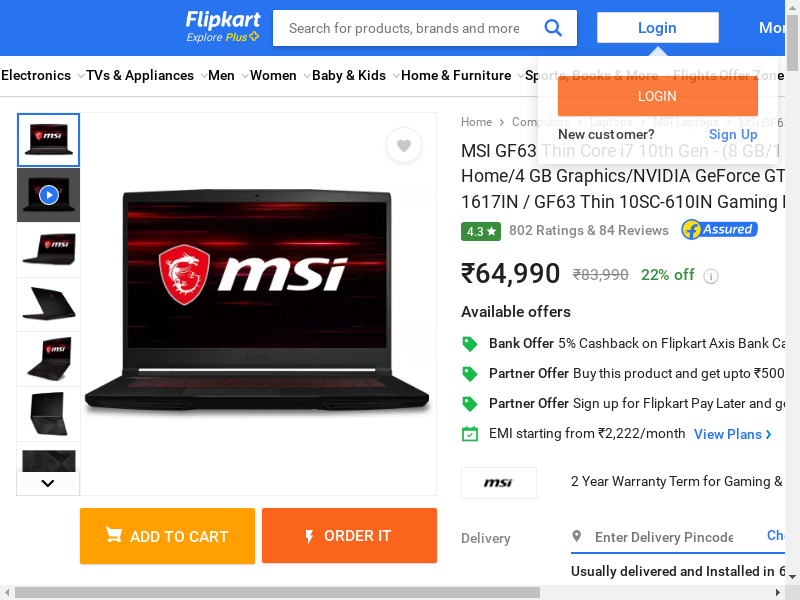 Flipkart
Explore Plus
Search for products, brands and more
Login
Mor
Electronics
TVs & Appliances
Men
Women
Baby & Kids
Home & Furniture
Sports, Books & More
Flights
Offer Zone
LOGIN
New customer?
Sign Up
Home
Computers
Laptops
MSI Laptops
MSI GF63
MSI GF63 Thin Core i7 10th Gen - (8 GB/1
Home/4 GB Graphics/NVIDIA GeForce GT
1617IN / GF63 Thin 10SC-610IN Gaming
4.3
802 Ratings & 84 Reviews
Assured
₹64,990
₹83,990
22% off
Available offers
Bank Offer 5% Cashback on Flipkart Axis Bank Ca
Partner Offer Buy this product and get upto ₹500
Partner Offer Sign up for Flipkart Pay Later and ge
EMI starting from ₹2,222/month
View Plans
msi
2 Year Warranty Term for Gaming &
msi
ADD TO CART
ORDER IT
Delivery
Enter Delivery Pincode
Che
Usually delivered and Installed in 6